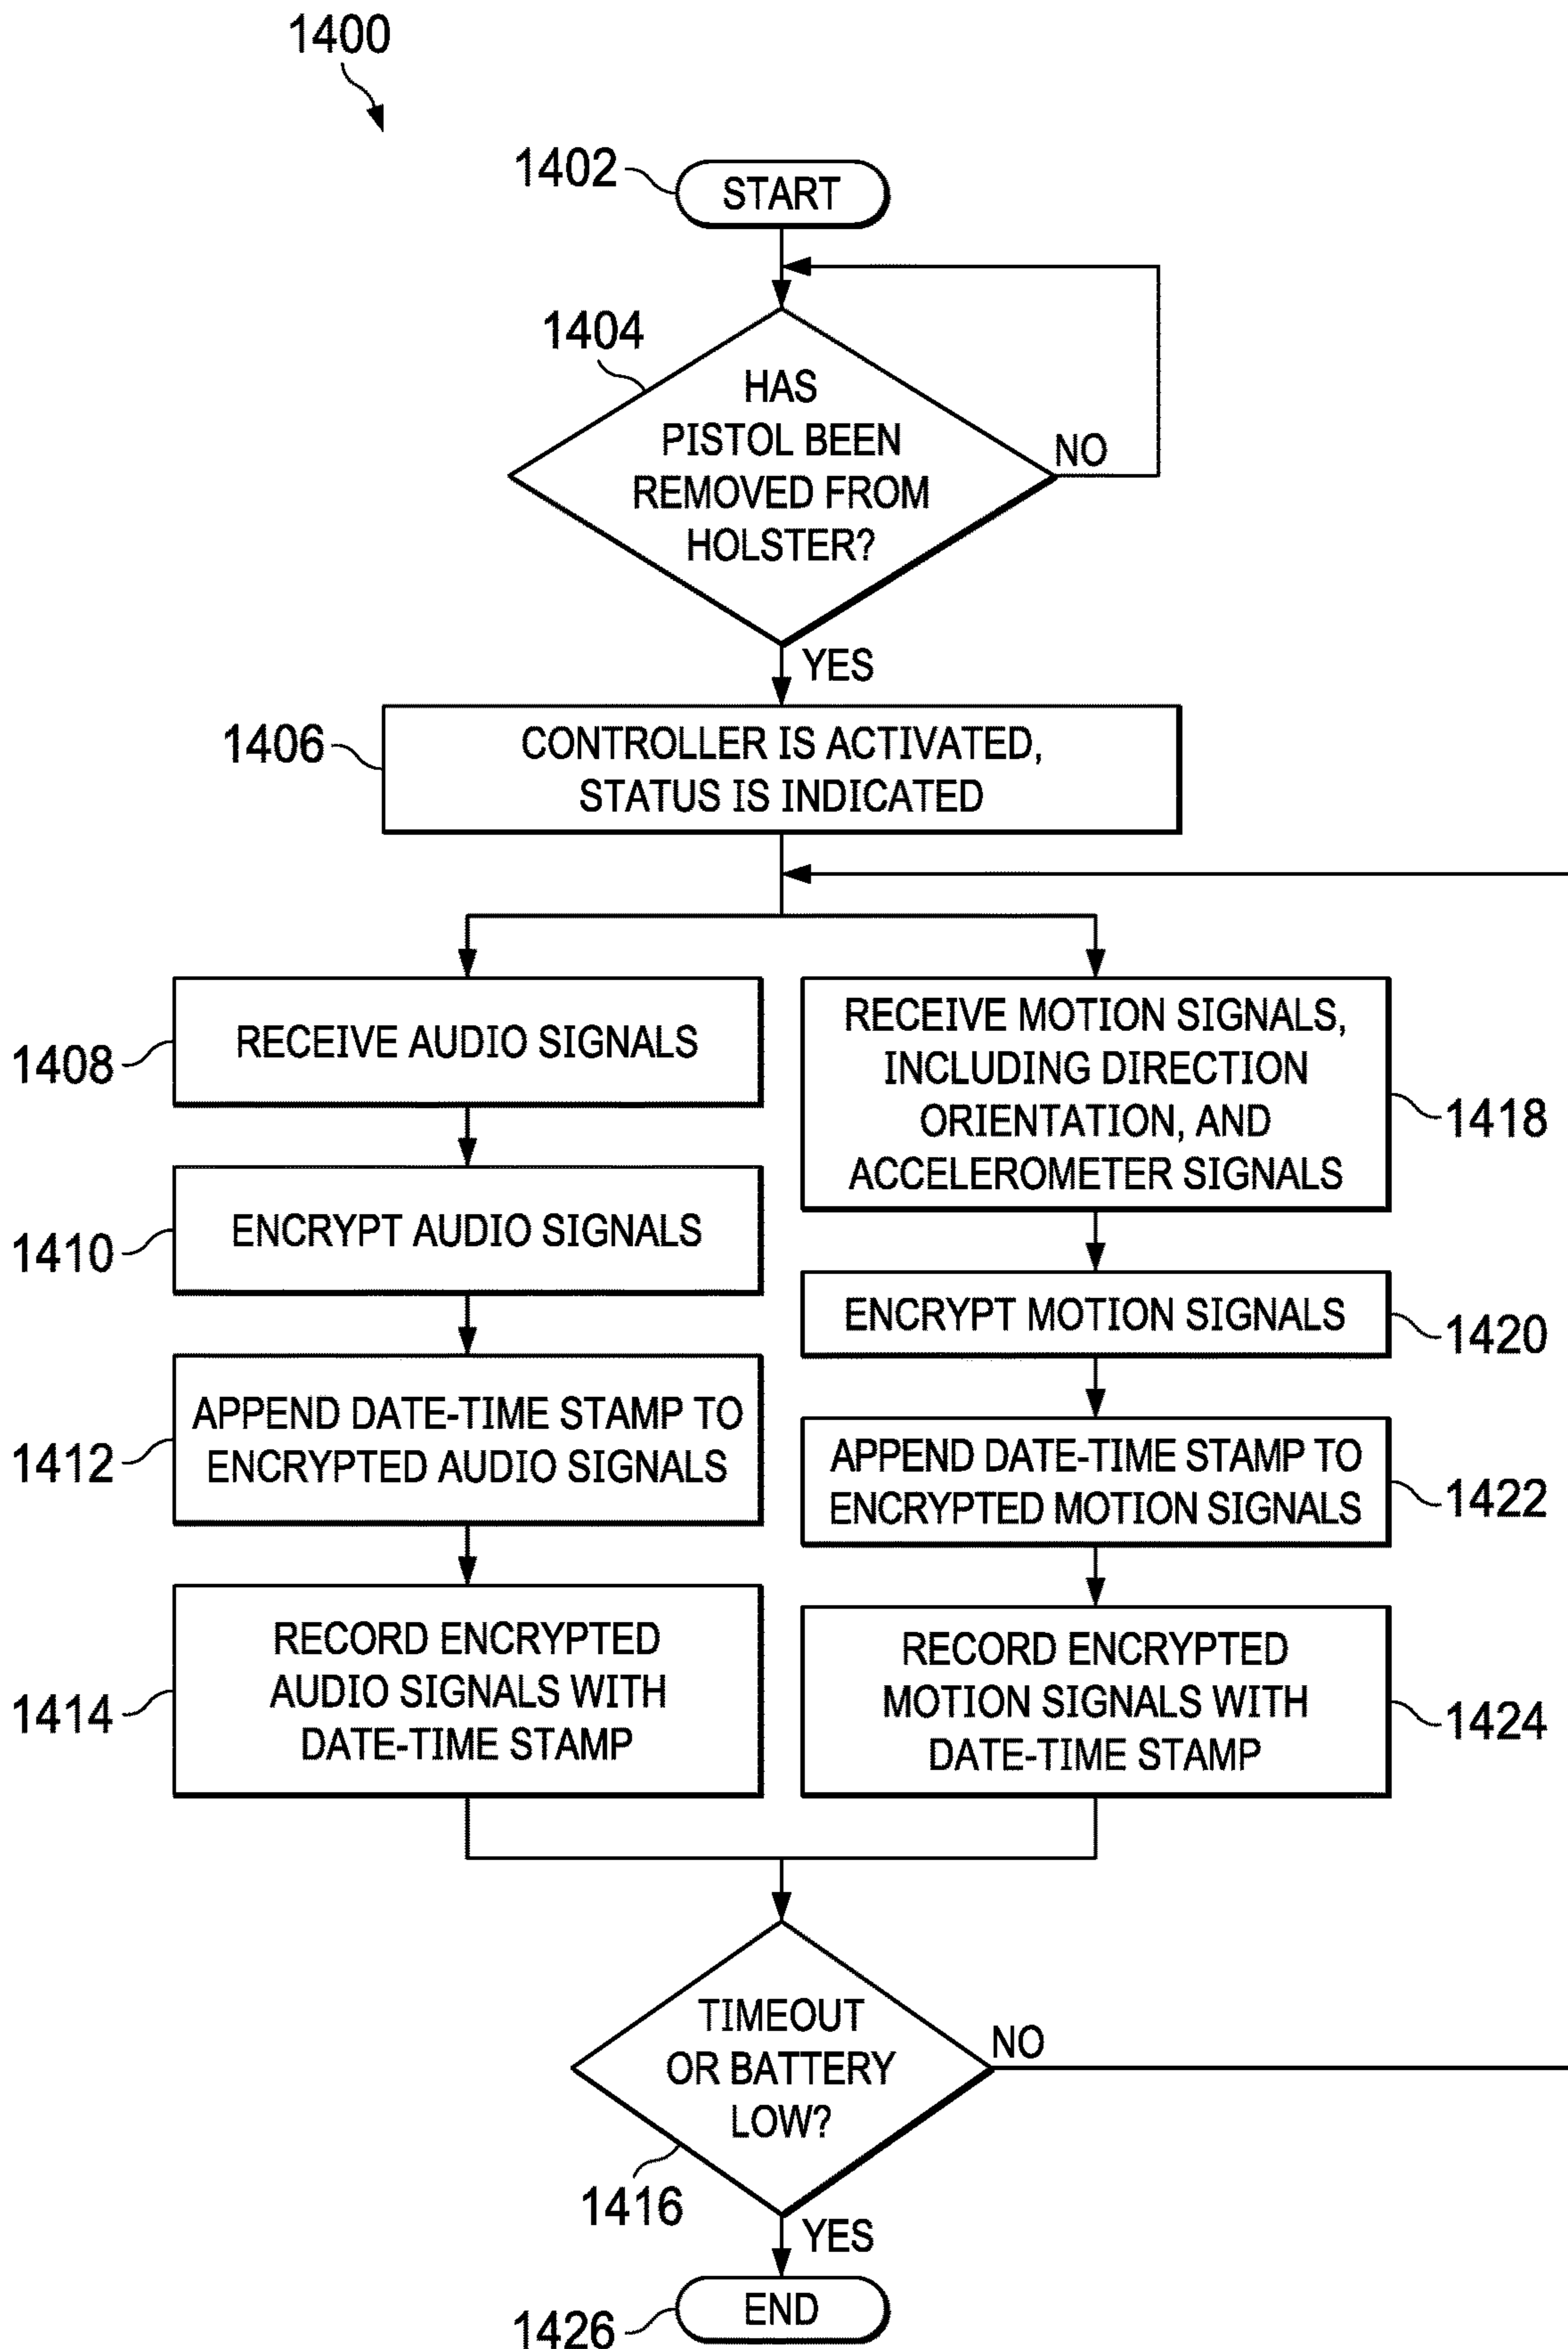 1400
1402
START
1404
HAS
PISTOL BEEN
REMOVED FROM
HOLSTER?
NO
YES
1406
CONTROLLER IS ACTIVATED,
STATUS IS INDICATED
1408
RECEIVE AUDIO SIGNALS
1410
ENCRYPT AUDIO SIGNALS
1412
APPEND DATE-TIME STAMP TO
ENCRYPTED AUDIO SIGNALS
1414
RECORD ENCRYPTED
AUDIO SIGNALS WITH
DATE-TIME STAMP
RECEIVE MOTION SIGNALS,
INCLUDING DIRECTION
ORIENTATION, AND
ACCELEROMETER SIGNALS
1418
ENCRYPT MOTION SIGNALS
1420
APPEND DATE-TIME STAMP TO
ENCRYPTED MOTION SIGNALS
1422
RECORD ENCRYPTED
MOTION SIGNALS WITH
DATE-TIME STAMP
1424
TIMEOUT
OR BATTERY
LOW?
NO
1416
YES
END
1426